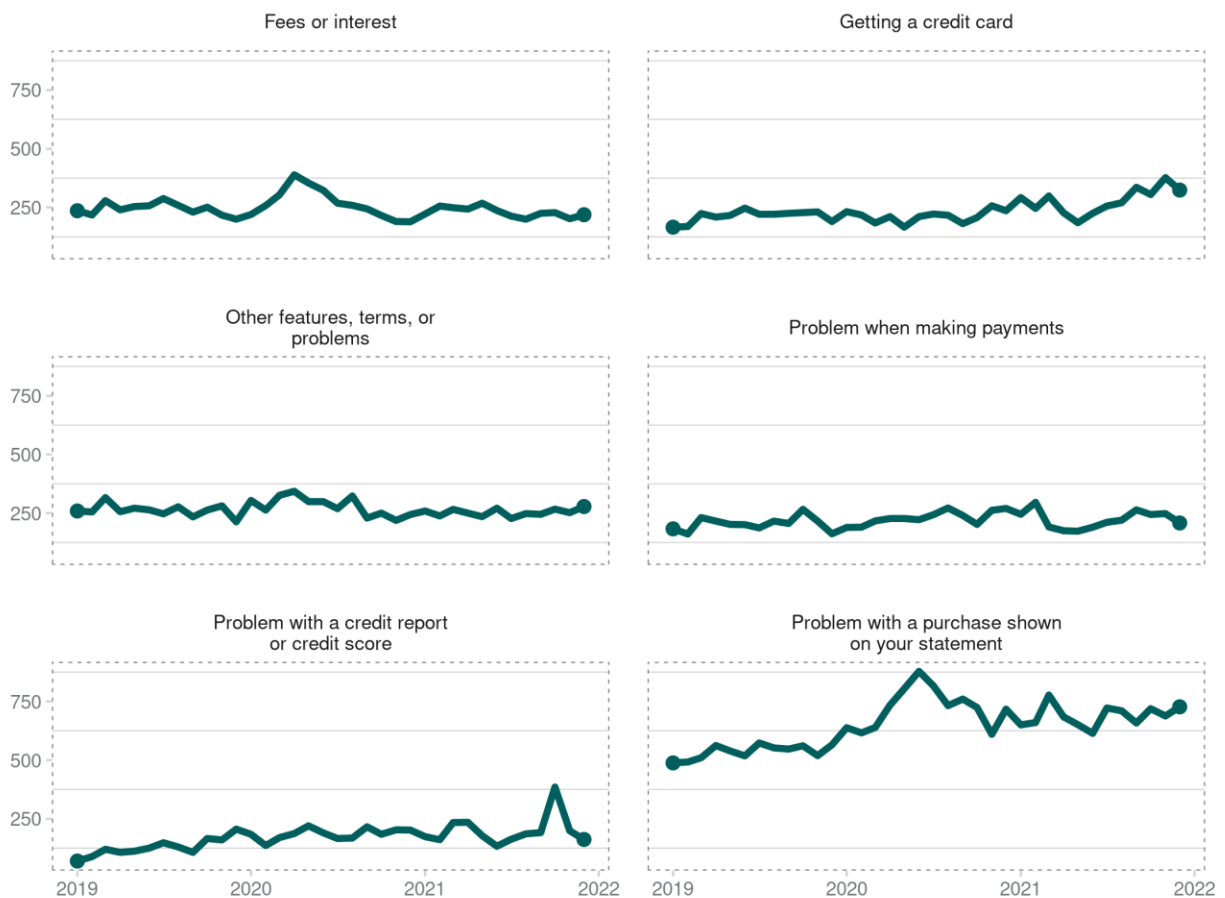 Fees or interest
Getting a credit card
750
500
250
Other features, terms, or
problems
Problem when making payments
750
500
250
Problem with a credit report
or credit score
Problem with a purchase shown
on your statement
750
500
250
2019 2020 2021 2022
2019 2020 2021 2022